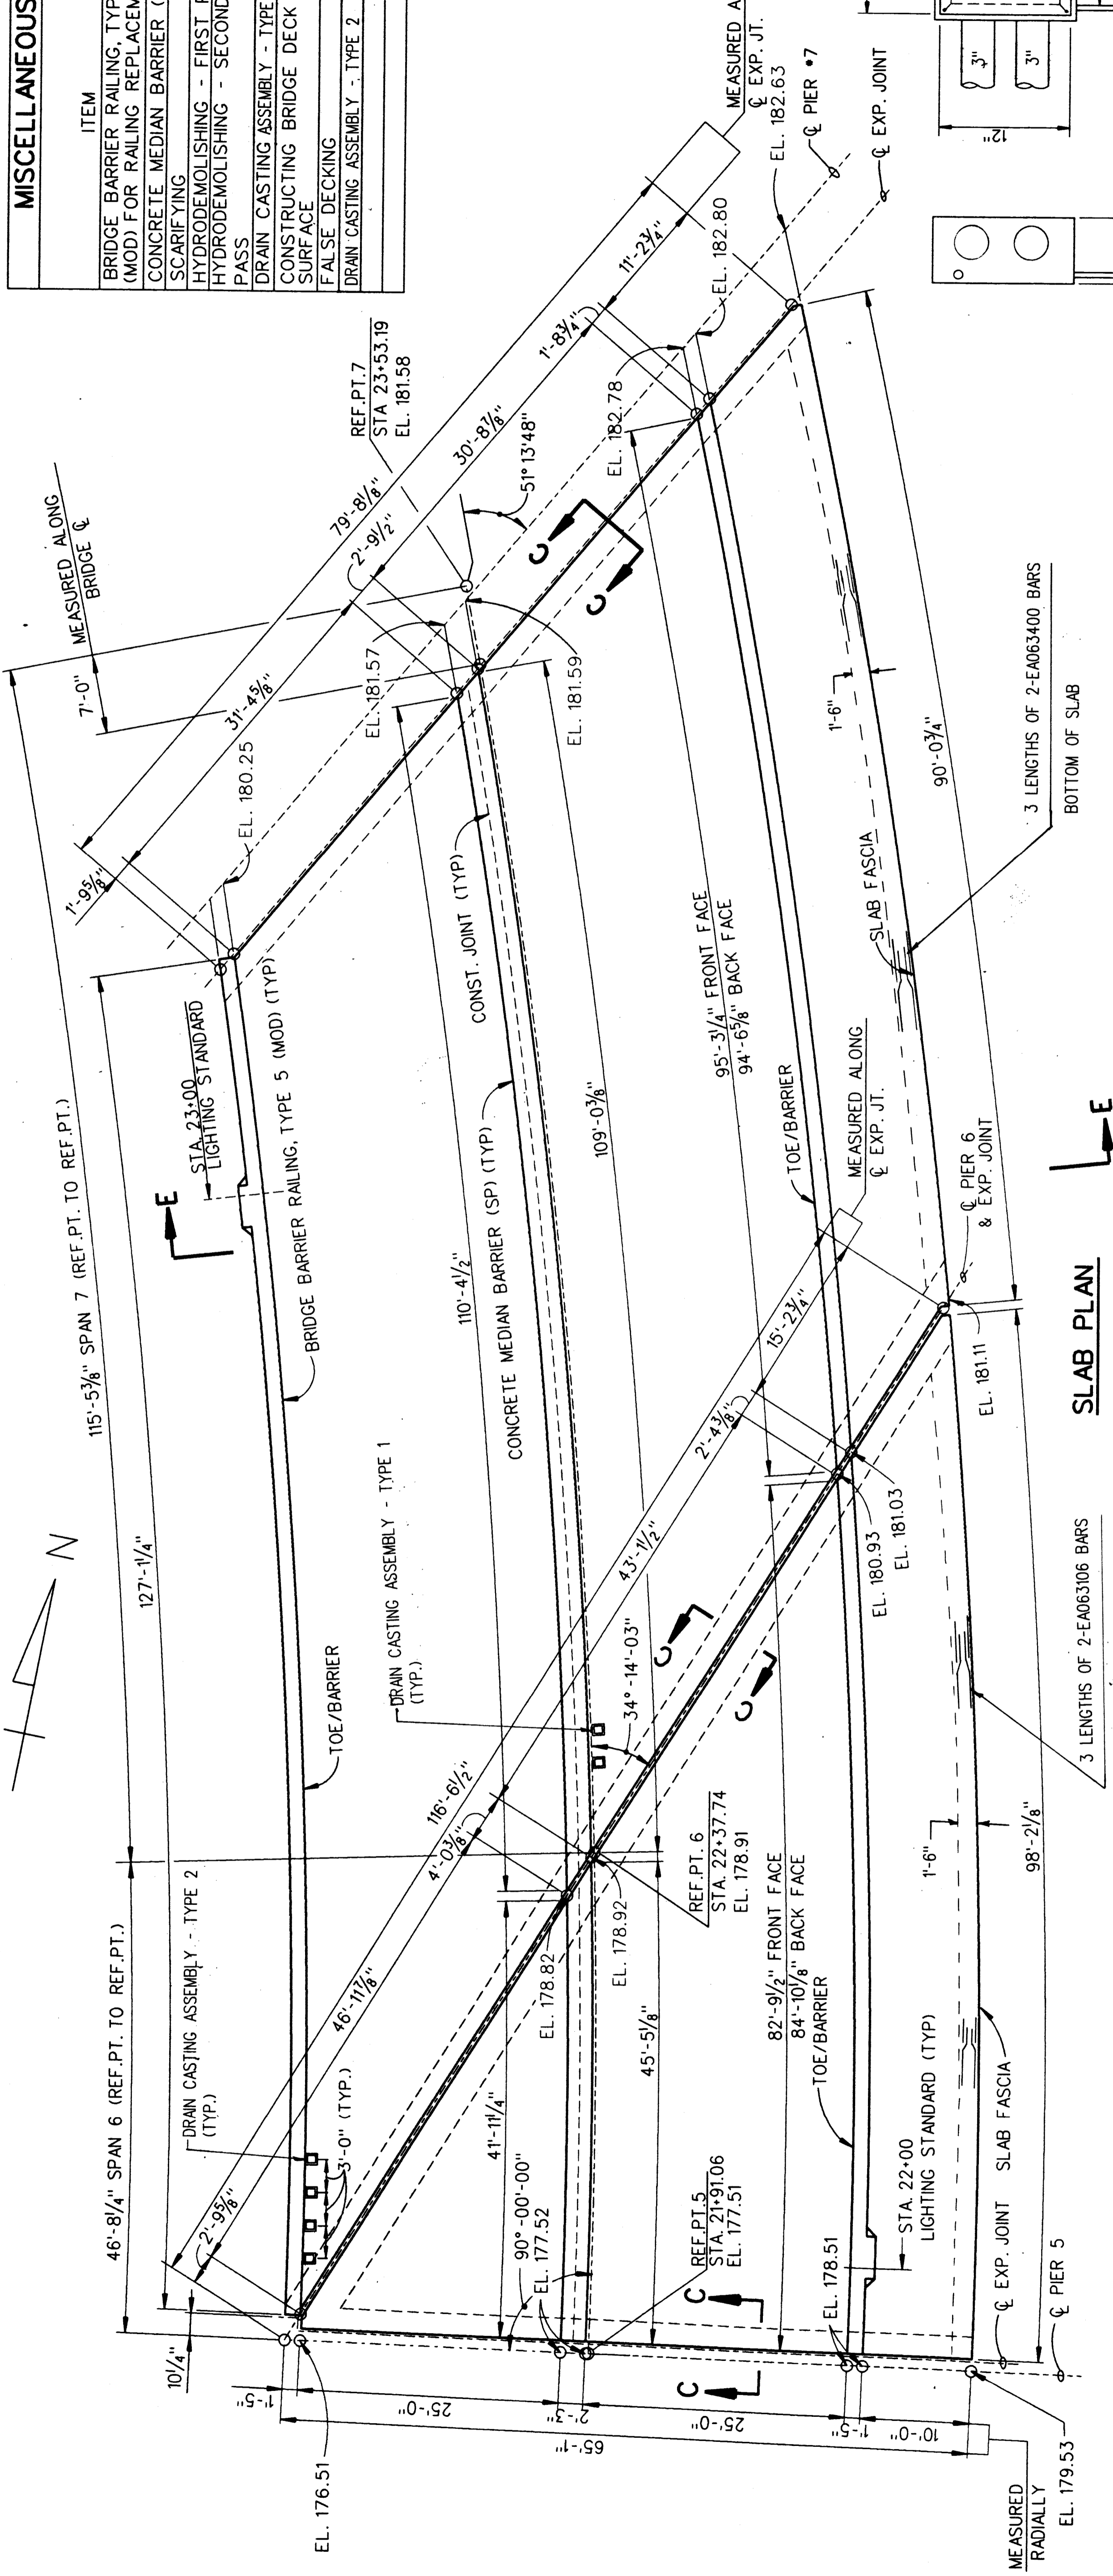 MISCELLANEOUS
ITEM
BRIDGE BARRIER RAILING, TYP
(MOD) FOR RAILING REPLACEM
CONCRETE MEDIAN BARRIER (
SCARIFYING
HYDRODEMOLISHING - FIRST P
HYDRODEMOLISHING - SECOND
PASS
DRAIN CASTING ASSEMBLY - TYPE
CONSTRUCTING BRIDGE DECK
SURFACE
FALSE DECKING
DRAIN CASTING ASSEMBLY - TYPE 2
3"
3"
12"
MEASURED A
℄ EXP. JT.
EL. 182.63
℄ PIER #7
℄ EXP. JOINT
11'-2¾"
EL. 182.80
1'-8¾"
EL. 182.78
30'-8⅞"
51°13'48"
REF.PT.7
STA 23+53.19
EL. 181.58
79'-8⅛"
2'-9½"
MEASURED ALONG
BRIDGE ℄
7'-0"
31'-4⅝"
EL. 181.57
EL. 181.59
EL. 180.25
1'-9⅝"
C
C
115'-5⅜" SPAN 7 (REF.PT. TO REF.PT.)
127'-1¼"
STA. 23+00
LIGHTING STANDARD
E
BRIDGE BARRIER RAILING, TYPE 5 (MOD) (TYP)
CONST. JOINT (TYP)
CONCRETE MEDIAN BARRIER (SP) (TYP)
110'-4½"
109'-0⅜"
95'-3¼" FRONT FACE
94'-6⅝" BACK FACE
TOE/BARRIER
MEASURED ALONG
℄ EXP. JT.
SLAB FASCIA
1'-6"
90'-0¾"
3 LENGTHS OF 2-EA063400 BARS
BOTTOM OF SLAB
℄ PIER 6
& EXP. JOINT
E
SLAB PLAN
15'-2¾"
2'-4⅜"
43'-1½"
EL. 181.11
EL. 180.93
EL. 181.03
N
DRAIN CASTING ASSEMBLY - TYPE 1
(TYP.)
TOE/BARRIER
C
C
34°-14'-03"
116'-6½"
4'-0⅜"
46'-11⅞"
REF.PT. 6
STA. 22+37.74
EL. 178.91
EL. 178.92
EL. 178.82
3 LENGTHS OF 2-EA063106 BARS
1'-6"
98'-2⅛"
46'-8¼" SPAN 6 (REF.PT. TO REF.PT.)
DRAIN CASTING ASSEMBLY - TYPE 2
(TYP.)
3'-0" (TYP.)
2'-9⅝"
10¼"
41'-11¼"
45'-5⅛"
82'-9½" FRONT FACE
84'-10⅛" BACK FACE
TOE/BARRIER
90°-00'-00"
EL. 177.52
REF.PT.5
STA. 21+91.06
EL. 177.51
EL. 178.51
STA. 22+00
LIGHTING STANDARD (TYP)
SLAB FASCIA
℄ EXP. JOINT
℄ PIER 5
C
C
1'-5"
25'-0"
2'-3"
25'-0"
1'-5"
10'-0"
65'-1"
EL. 176.51
MEASURED
RADIALLY
EL. 179.53